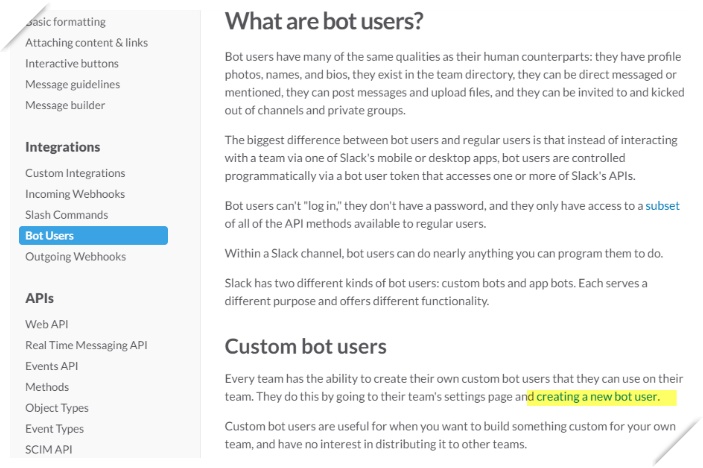 Basic formatting
Attaching content & links
Interactive buttons
Message guidelines
Message builder
Integrations
Custom Integrations
Incoming Webhooks
Slash Commands
Bot Users
Outgoing Webhooks
APIs
Web API
Real Time Messaging API
Events API
Methods
Object Types
Event Types
SCIM API
What are bot users?
Bot users have many of the same qualities as their human counterparts: they have profile
photos, names, and bios, they exist in the team directory, they can be direct messaged or
mentioned, they can post messages and upload files, and they can be invited to and kicked
out of channels and private groups.
The biggest difference between bot users and regular users is that instead of interacting
with a team via one of Slack's mobile or desktop apps, bot users are controlled
programmatically via a bot user token that accesses one or more of Slack's APIs.
Bot users can't "log in," they don't have a password, and they only have access to a subset
of all of the API methods available to regular users.
Within a Slack channel, bot users can do nearly anything you can program them to do.
Slack has two different kinds of bot users: custom bots and app bots. Each serves a
different purpose and offers different functionality.
Custom bot users
Every team has the ability to create their own custom bot users that they can use on their
team. They do this by going to their team's settings page and creating a new bot user.
Custom bot users are useful for when you want to build something custom for your own
team, and have no interest in distributing it to other teams.